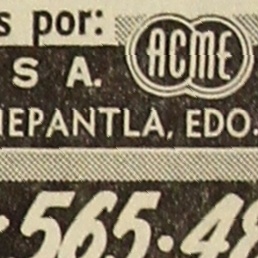 s por:
ACME
S A.
NEPANTLA, EDO.
565-48